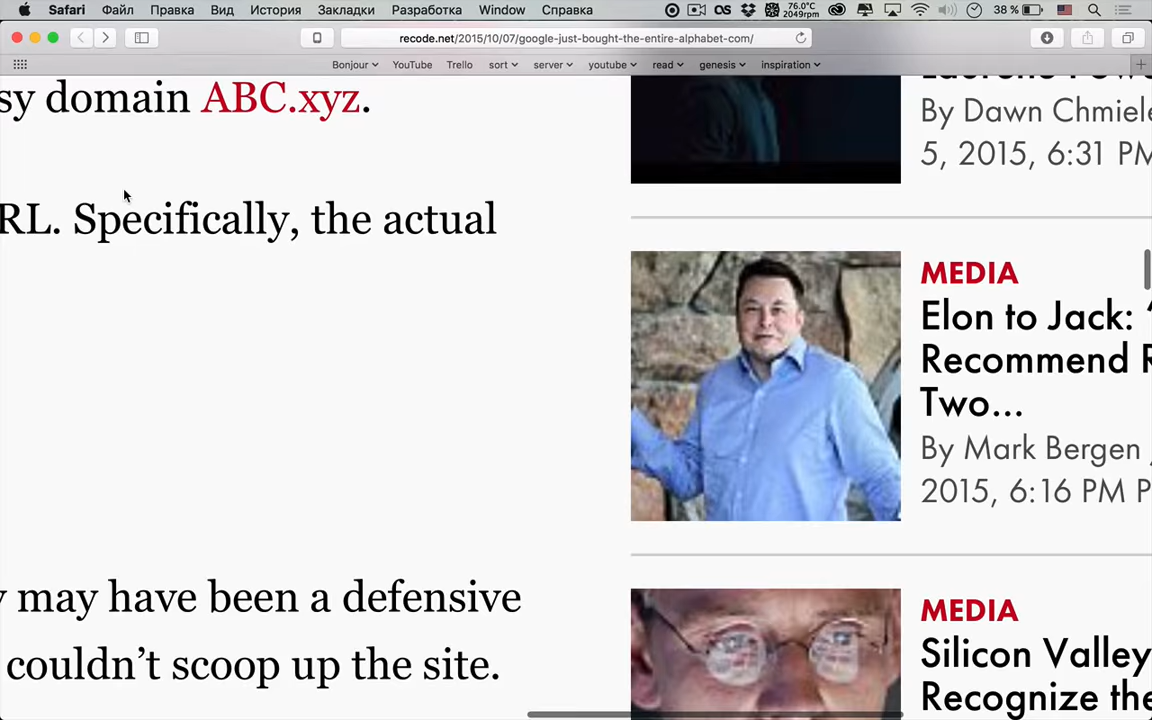 Safari Файл Правка Вид История Закладки Разработка Window Справка 76.0°C 2049rpm 38 %
recode.net/2015/10/07/google-just-bought-the-entire-alphabet-com/
Bonjour YouTube Trello sort server youtube read genesis inspiration
sy domain ABC.xyz.
RL. Specifically, the actual
may have been a defensive
couldn’t scoop up the site.
By Dawn Chmiele
5, 2015, 6:31 PM
MEDIA
Elon to Jack: ‘
Recommend R
Two...
By Mark Bergen
2015, 6:16 PM P
MEDIA
Silicon Valley
Recognize the